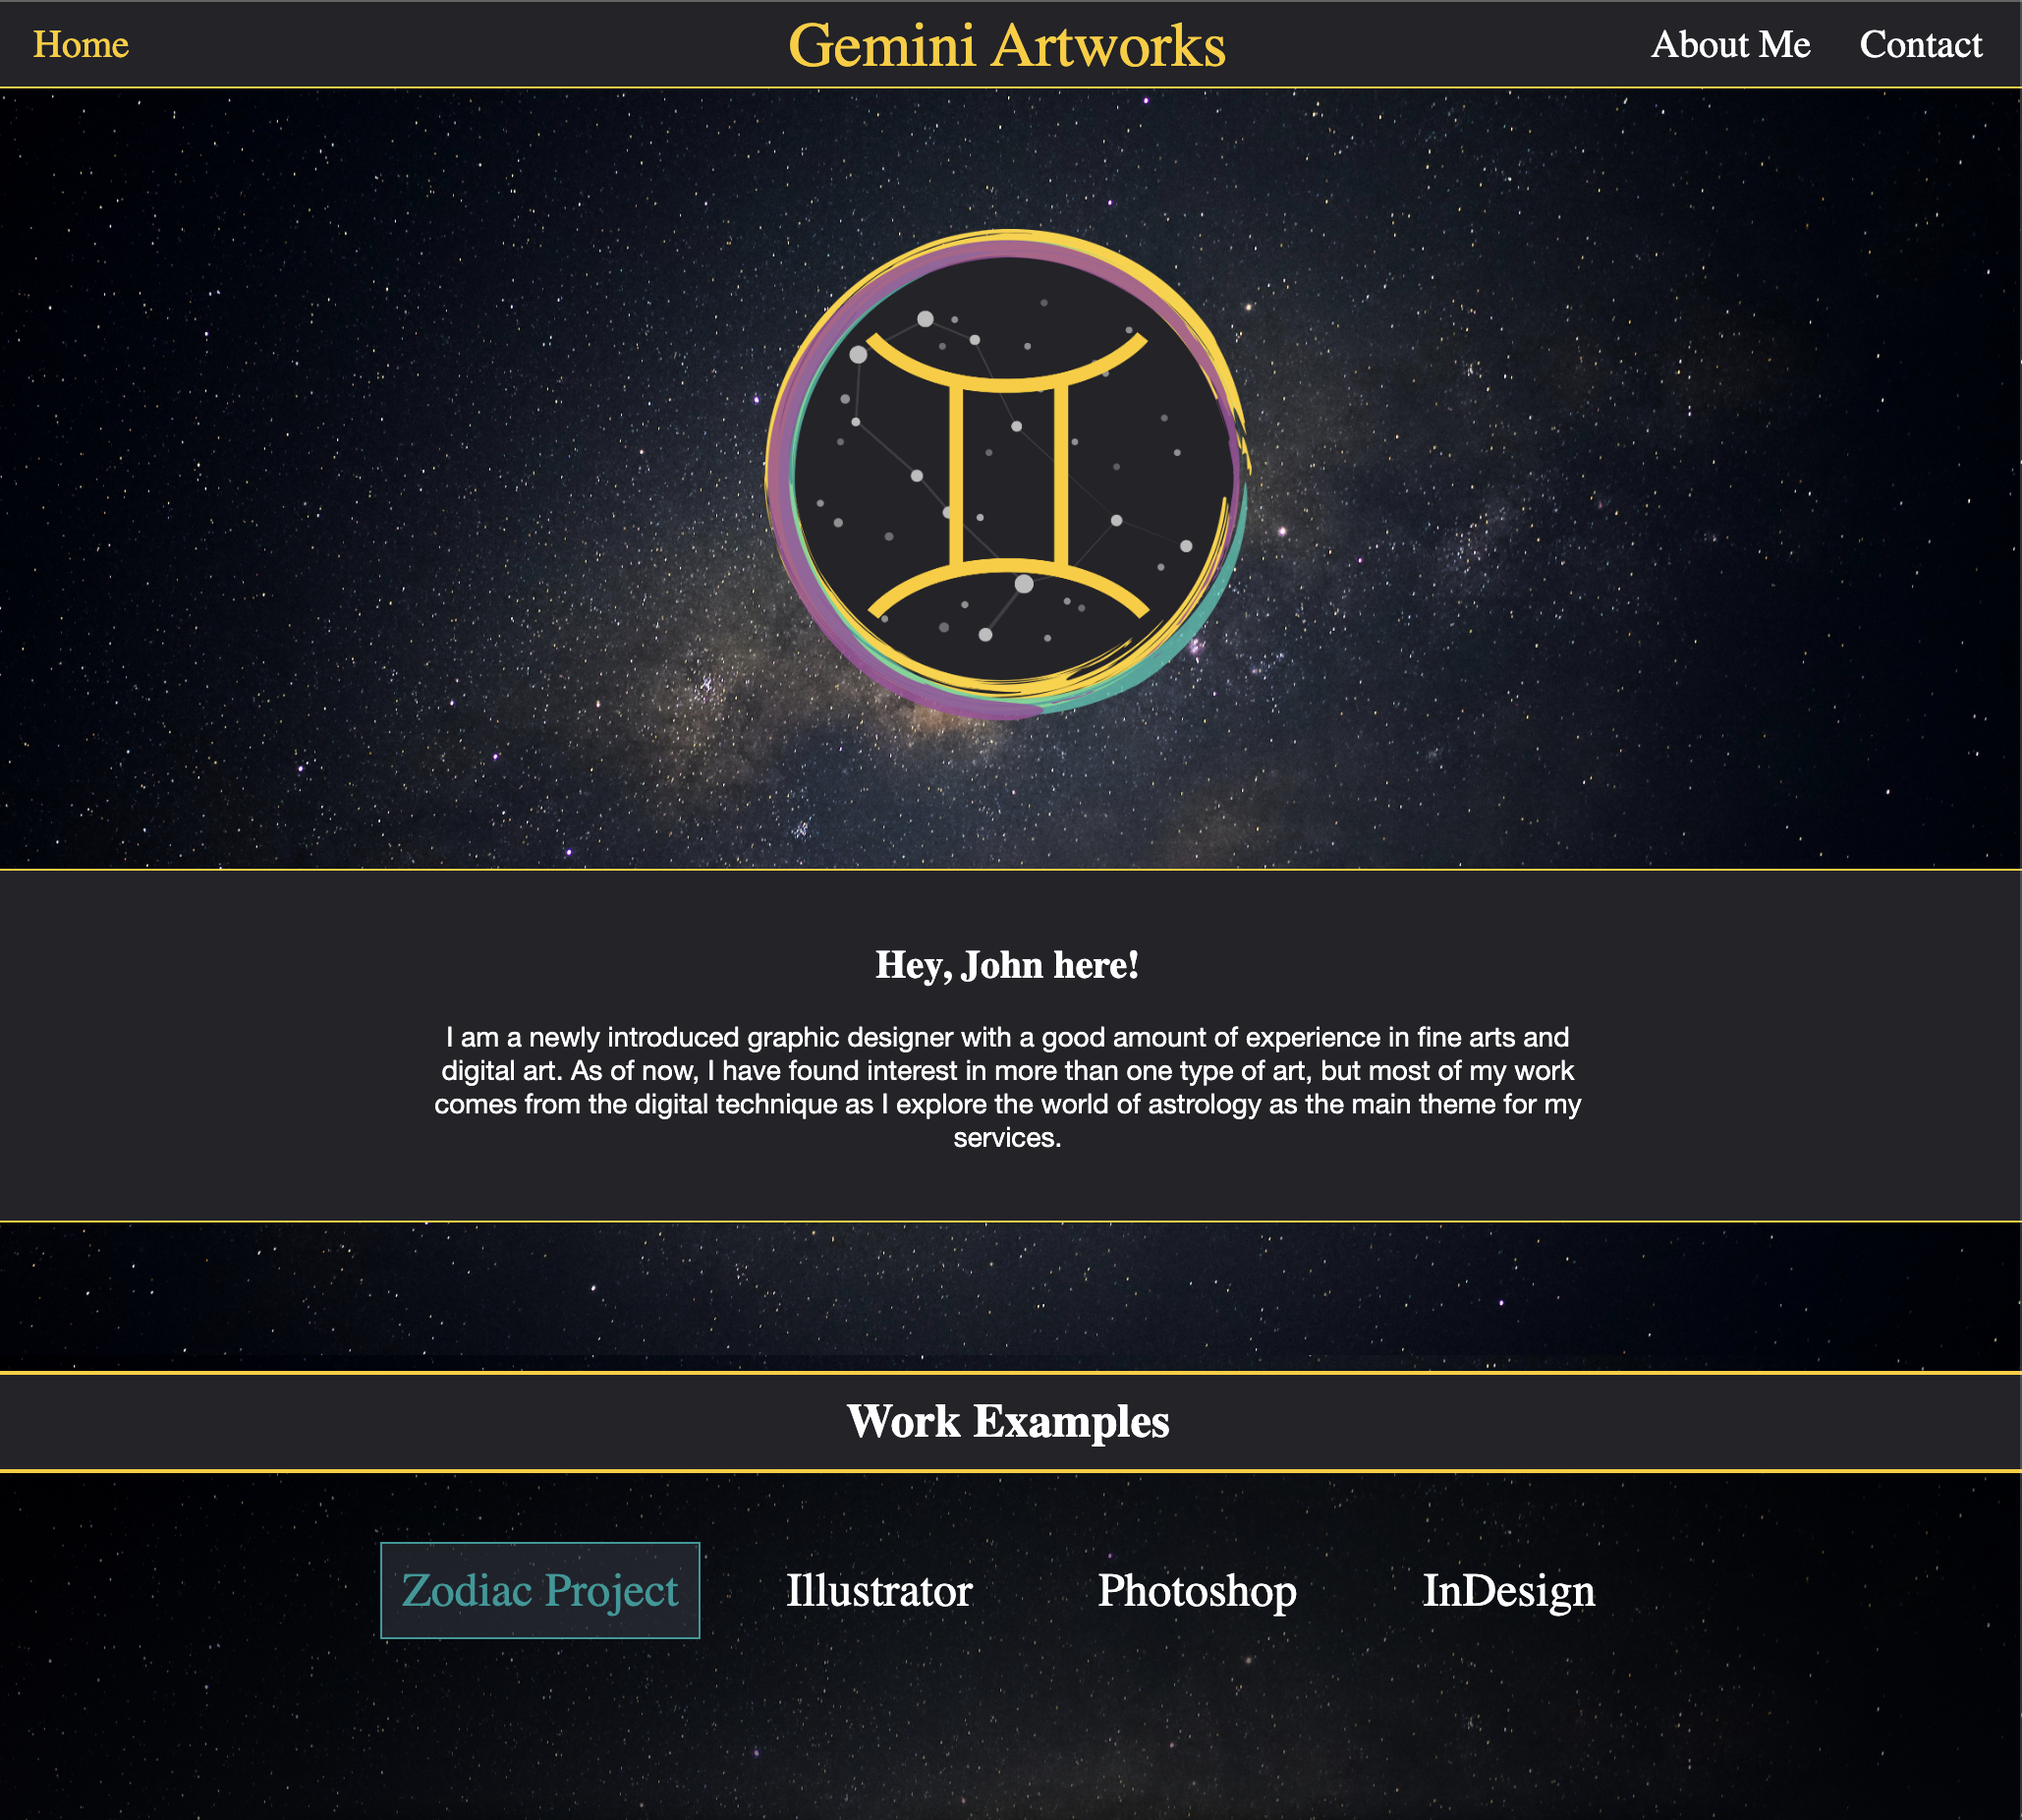 Home
Gemini Artworks
About Me
Contact
Hey, John here!
I am a newly introduced graphic designer with a good amount of experience in fine arts and
digital art. As of now, I have found interest in more than one type of art, but most of my work
comes from the digital technique as I explore the world of astrology as the main theme for my
services.
Work Examples
Zodiac Project
Illustrator
Photoshop
InDesign